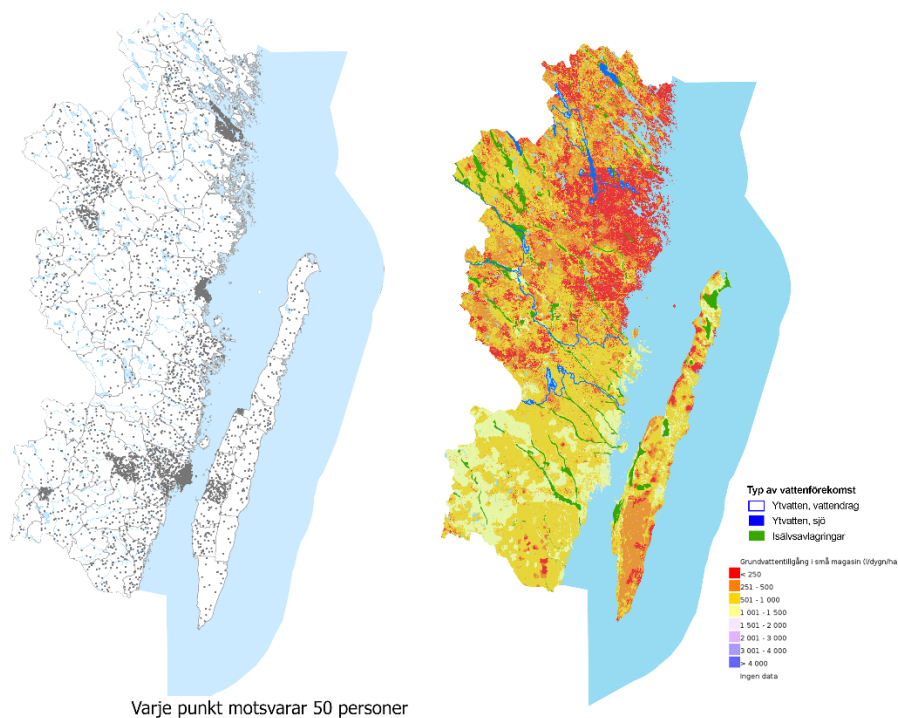 Typ av vattenförekomst
Ytvatten, vattendrag
Ytvatten, sjö
Isälvsavlagringar
Grundvattentillgång i små magasin (l/dygn/ha
< 250
251 - 500
501 - 1 000
1 001 - 1 500
1 501 - 2 000
2 001 - 3 000
3 001 - 4 000
> 4 000
Ingen data
Varje punkt motsvarar 50 personer